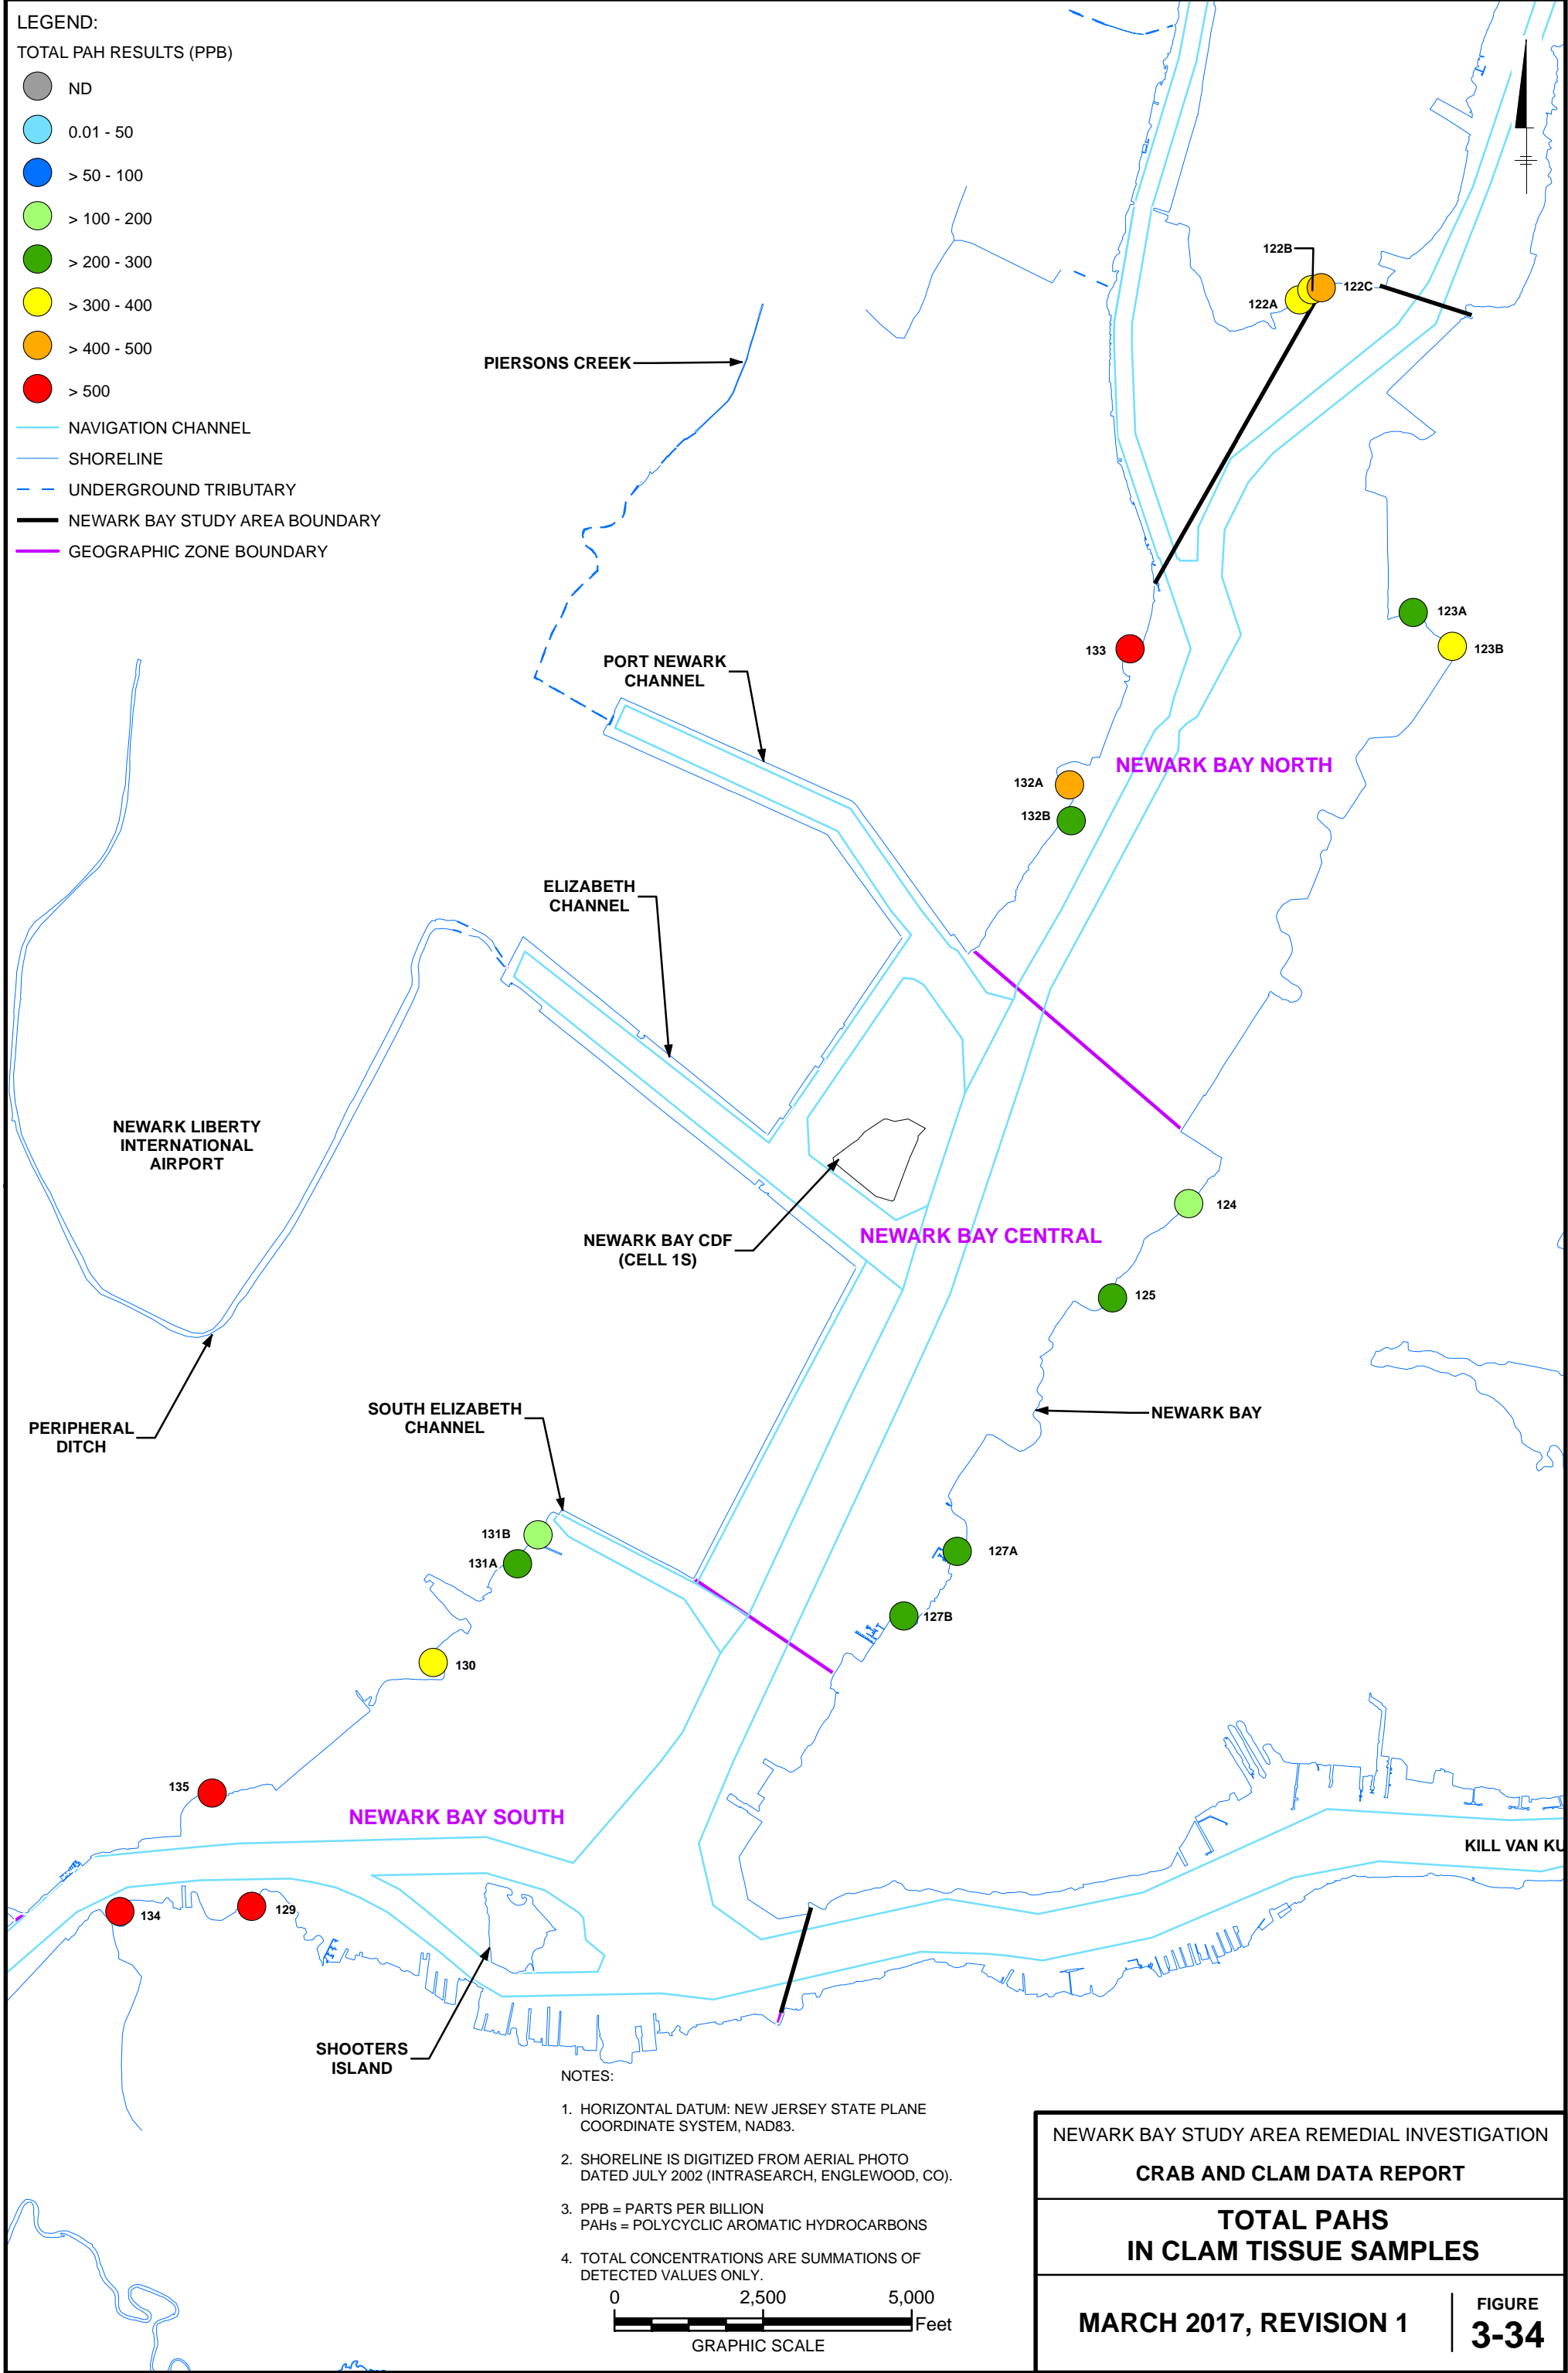 LEGEND:
TOTAL PAH RESULTS (PPB)
ND
0.01 - 50
> 50 - 100
> 100 - 200
> 200 - 300
> 300 - 400
> 400 - 500
> 500
NAVIGATION CHANNEL
SHORELINE
UNDERGROUND TRIBUTARY
NEWARK BAY STUDY AREA BOUNDARY
GEOGRAPHIC ZONE BOUNDARY
122B
122A
122C
PIERSONS CREEK
123A
123B
133
PORT NEWARK
CHANNEL
NEWARK BAY NORTH
132A
132B
ELIZABETH
CHANNEL
NEWARK LIBERTY
INTERNATIONAL
AIRPORT
124
NEWARK BAY CDF
(CELL 1S)
NEWARK BAY CENTRAL
125
SOUTH ELIZABETH
CHANNEL
NEWARK BAY
PERIPHERAL
DITCH
131B
131A
127A
127B
130
135
NEWARK BAY SOUTH
KILL VAN KU
134
129
SHOOTERS
ISLAND
NOTES:
1. HORIZONTAL DATUM: NEW JERSEY STATE PLANE
COORDINATE SYSTEM, NAD83.
2. SHORELINE IS DIGITIZED FROM AERIAL PHOTO
DATED JULY 2002 (INTRASEARCH, ENGLEWOOD, CO).
3. PPB = PARTS PER BILLION
PAHs = POLYCYCLIC AROMATIC HYDROCARBONS
4. TOTAL CONCENTRATIONS ARE SUMMATIONS OF
DETECTED VALUES ONLY.
0 2,500 5,000
Feet
GRAPHIC SCALE
NEWARK BAY STUDY AREA REMEDIAL INVESTIGATION
CRAB AND CLAM DATA REPORT
TOTAL PAHS
IN CLAM TISSUE SAMPLES
MARCH 2017, REVISION 1
FIGURE
3-34